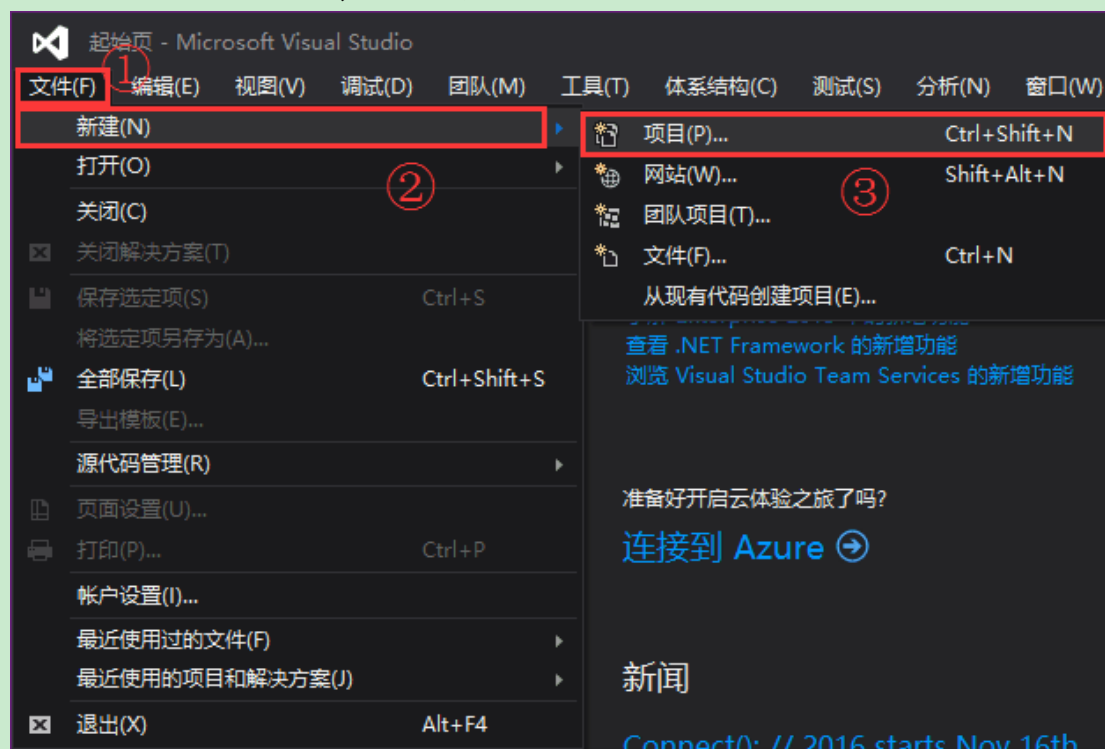 起始页 - Microsoft Visual Studio
①
文件(F) 编辑(E) 视图(V) 调试(D) 团队(M) 工具(T) 体系结构(C) 测试(S) 分析(N) 窗口(W)
新建(N)
打开(O)
②
关闭(C)
关闭解决方案(T)
保存选定项(S) Ctrl+S
将选定项另存为(A)...
全部保存(L) Ctrl+Shift+S
导出模板(E)...
源代码管理(R)
页面设置(U)...
打印(P)... Ctrl+P
帐户设置(I)...
最近使用过的文件(F)
最近使用的项目和解决方案(J)
退出(X) Alt+F4
项目(P)... Ctrl+Shift+N
网站(W)... Shift+Alt+N
③
团队项目(T)...
文件(F)... Ctrl+N
从现有代码创建项目(E)...
查看 .NET Framework 的新增功能
浏览 Visual Studio Team Services 的新增功能
准备好开启云体验之旅了吗?
连接到 Azure
新闻
Connect(); // 2016 starts Nov 16th